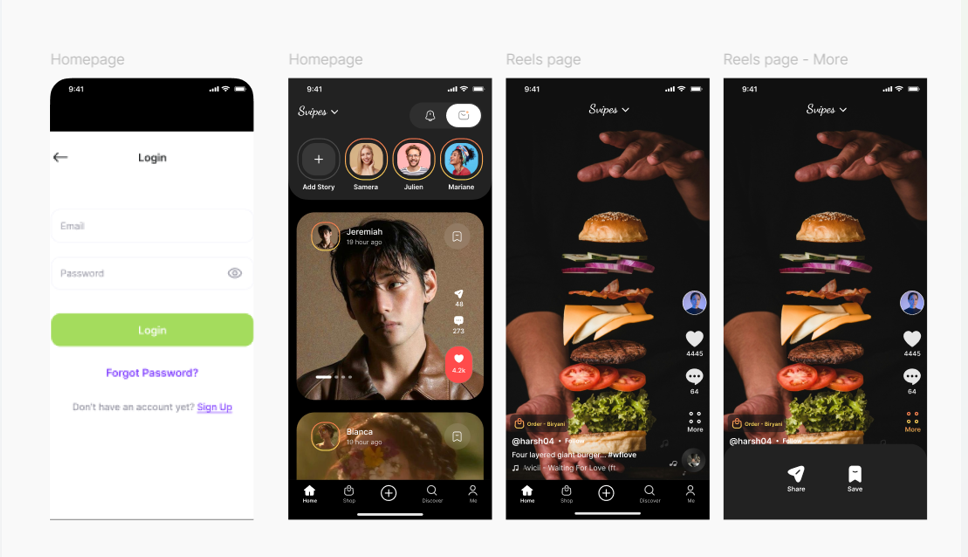 Homepage
9:41
Login
Email
Password
Login
Forgot Password?
Don't have an account yet? Sign Up
Homepage
9:41
Svipes
Add Story
Samera
Julien
Mariane
Jeremiah
19 hour ago
48
273
4.2k
Blanca
19 hour ago
Home
Shop
Discover
Me
Reels page
9:41
Svipes
4445
64
More
Order - Biryani
@harsh04 • Follow
Four layered giant burger... #wflove
Avicii - Waiting For Love (ft.
Home
Shop
Discover
Me
Reels page - More
9:41
Svipes
4445
64
More
Order - Biryani
@harsh04 • Follow
Share
Save